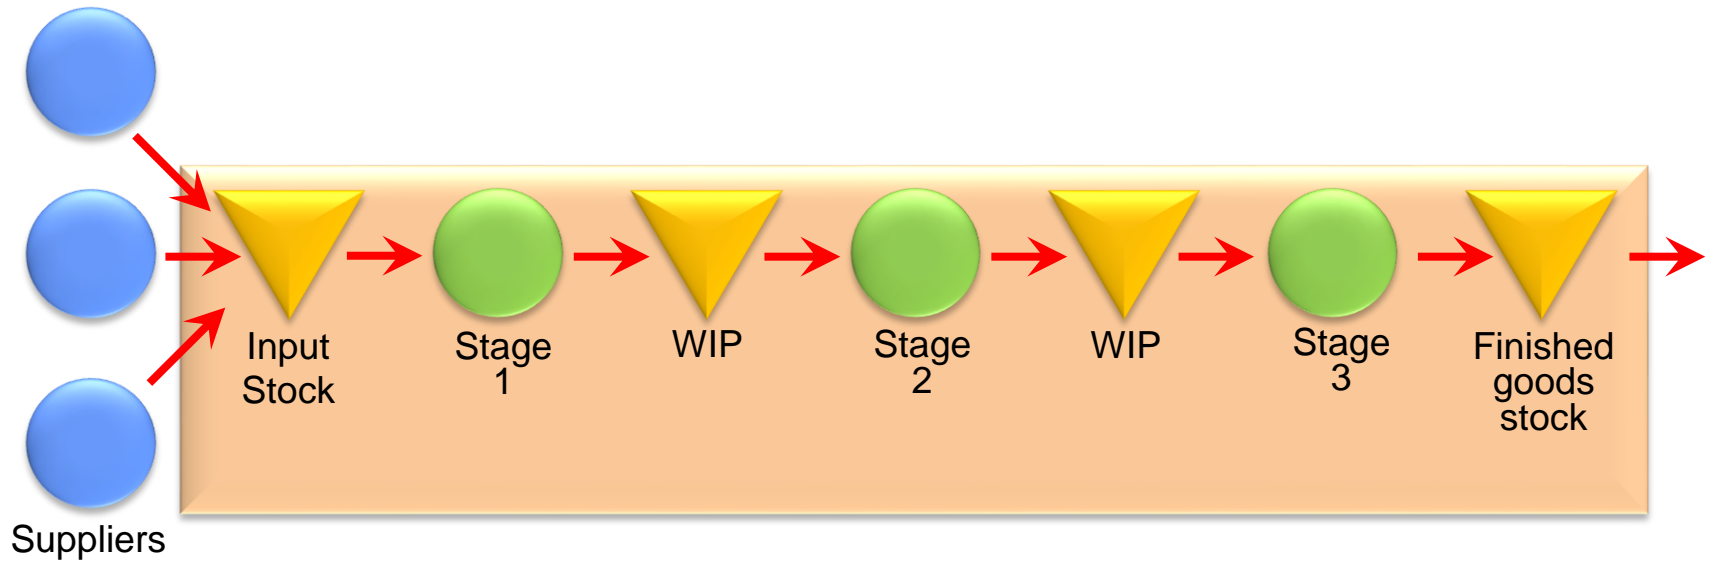 Input
Stock
Stage
1
WIP
Stage
2
WIP
Stage
3
Finished
goods
stock
Suppliers